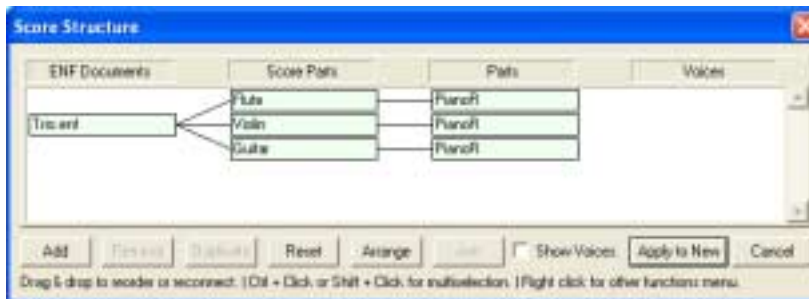 Score Structure
ENF Documents Score Parts Parts Voices
Flute PianoR
Trio.enf Violin PianoR
Guitar PianoR
Add Remove Duplicate Reset Arrange Show Voices Apply to New Cancel
Drag & drop to reorder or reconnect. | Ctrl + Click or Shift + Click for multiselection. | Right click for other functions menu.